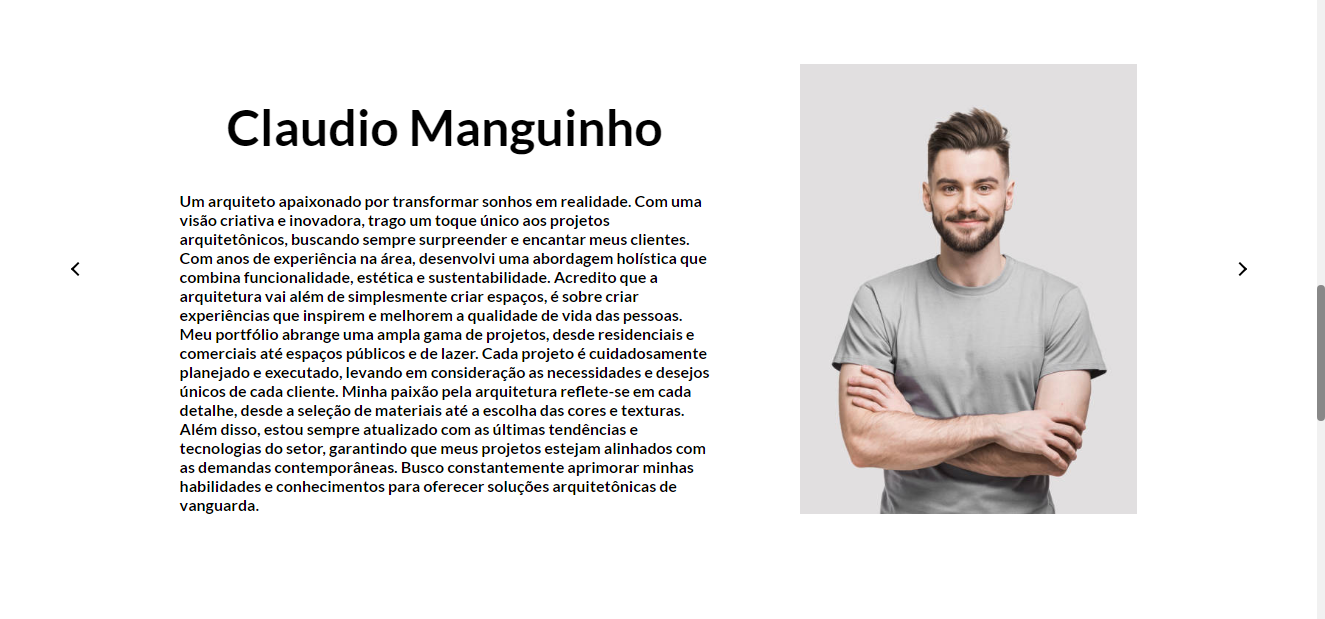 Claudio Manguinho
Um arquiteto apaixonado por transformar sonhos em realidade. Com uma
visão criativa e inovadora, trago um toque único aos projetos
arquitetônicos, buscando sempre surpreender e encantar meus clientes.
Com anos de experiência na área, desenvolvi uma abordagem holística que
combina funcionalidade, estética e sustentabilidade. Acredito que a
arquitetura vai além de simplesmente criar espaços, é sobre criar
experiências que inspirem e melhorem a qualidade de vida das pessoas.
Meu portfólio abrange uma ampla gama de projetos, desde residenciais e
comerciais até espaços públicos e de lazer. Cada projeto é cuidadosamente
planejado e executado, levando em consideração as necessidades e desejos
únicos de cada cliente. Minha paixão pela arquitetura reflete-se em cada
detalhe, desde a seleção de materiais até a escolha das cores e texturas.
Além disso, estou sempre atualizado com as últimas tendências e
tecnologias do setor, garantindo que meus projetos estejam alinhados com
as demandas contemporâneas. Busco constantemente aprimorar minhas
habilidades e conhecimentos para oferecer soluções arquitetônicas de
vanguarda.